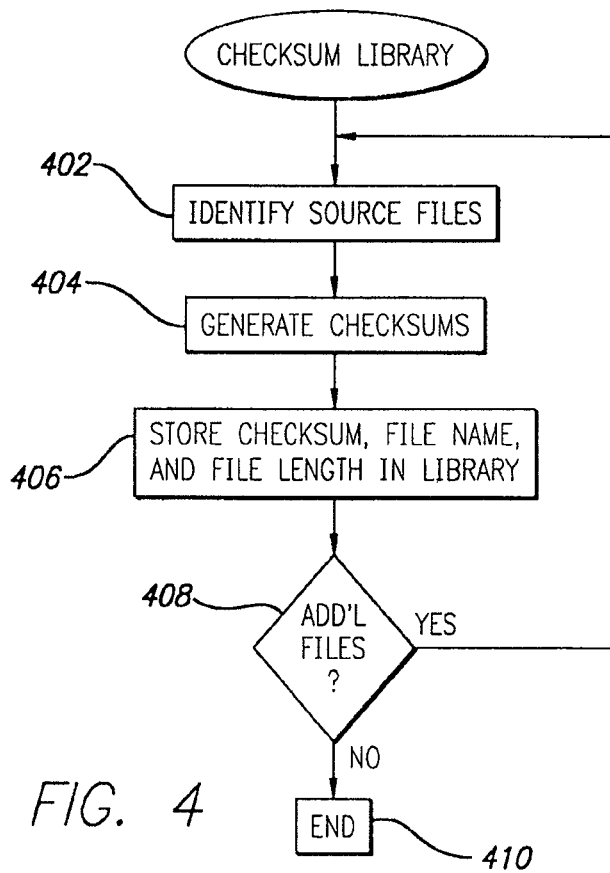 CHECKSUM LIBRARY
402
IDENTIFY SOURCE FILES
404
GENERATE CHECKSUMS
STORE CHECKSUM, FILE NAME,
AND FILE LENGTH IN LIBRARY
406
408
ADD'L
FILES
?
YES
NO
END
410
FIG. 4